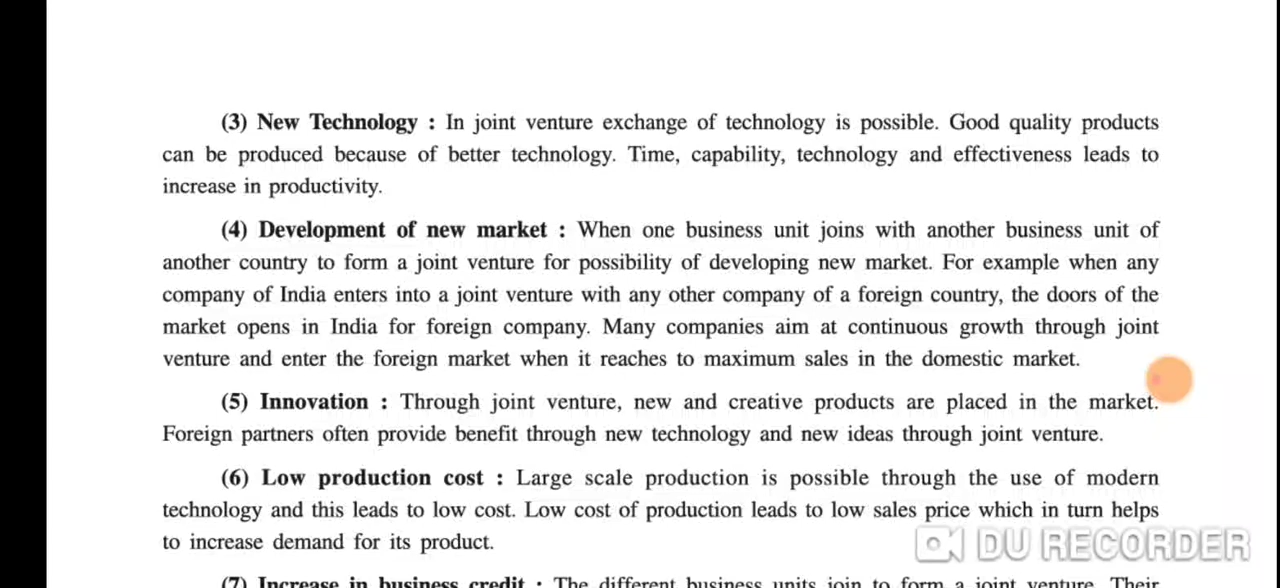 (3) New Technology : In joint venture exchange of technology is possible. Good quality products
can be produced because of better technology. Time, capability, technology and effectiveness leads to
increase in productivity.
(4) Development of new market : When one business unit joins with another business unit of
another country to form a joint venture for possibility of developing new market. For example when any
company of India enters into a joint venture with any other company of a foreign country, the doors of the
market opens in India for foreign company. Many companies aim at continuous growth through joint
venture and enter the foreign market when it reaches to maximum sales in the domestic market.
(5) Innovation : Through joint venture, new and creative products are placed in the market.
Foreign partners often provide benefit through new technology and new ideas through joint venture.
(6) Low production cost : Large scale production is possible through the use of modern
technology and this leads to low cost. Low cost of production leads to low sales price which in turn helps
to increase demand for its product.
DU RECORDER
(7) Increase in business credit : The different business units join to form a joint venture. Their